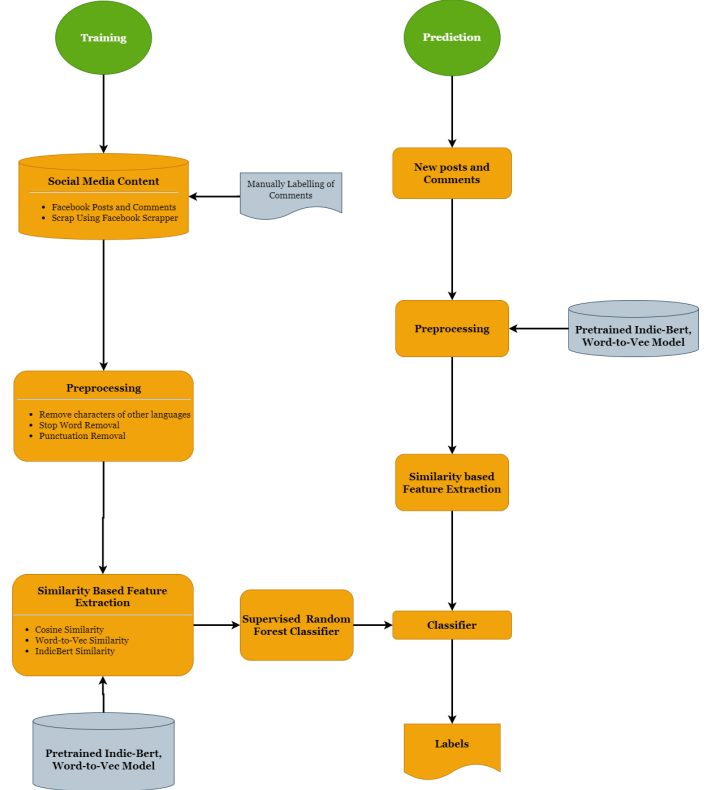 Training
Social Media Content
Facebook Posts and Comments
Scrap Using Facebook Scrapper
Manually Labelling of
Comments
Preprocessing
Remove characters of other languages
Stop Word Removal
Punctuation Removal
Similarity Based Feature
Extraction
Cosine Similarity
Word-to-Vec Similarity
IndicBert Similarity
Pretrained Indic-Bert,
Word-to-Vec Model
Supervised Random
Forest Classifier
Prediction
New posts and
Comments
Preprocessing
Pretrained Indic-Bert,
Word-to-Vec Model
Similarity based
Feature Extraction
Classifier
Labels